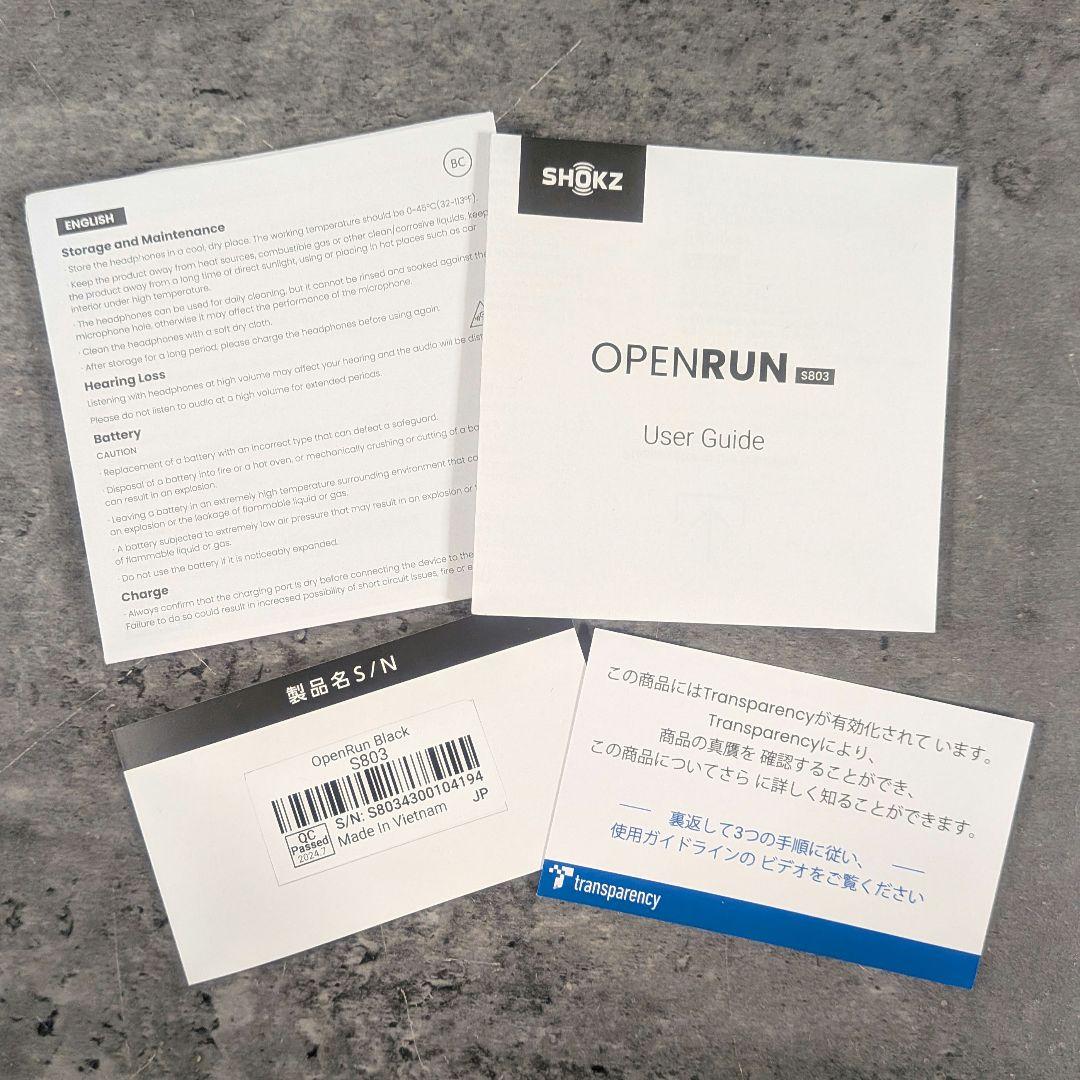 BC
ENGLISH
Storage and Maintenance
· Store the headphones in a cool, dry place. The working temperature should be 0-45°C(32-113°F).
· Keep the product away from heat sources, combustible gas or other clean/corrosive liquids, keep
the product away from a long time of direct sunlight, using or placing in hot places such as car
interior under high temperature.
· The headphones can be used for daily cleaning, but it cannot be rinsed and soaked against the
microphone hole, otherwise it may affect the performance of the microphone.
· Clean the headphones with a soft dry cloth.
· After storage for a long period, please charge the headphones before using again.
Hearing Loss
Listening with headphones at high volume may affect your hearing and the audio will be
Please do not listen to audio at a high volume for extended periods.
Battery
CAUTION
· Replacement of a battery with an incorrect type that can defeat a safeguard.
· Disposal of a battery into fire or a hot oven, or mechanically crushing or cutting of a
can result in an explosion.
· Leaving a battery in an extremely high temperature surrounding environment that
an explosion or the leakage of flammable liquid or gas.
· A battery subjected to extremely low air pressure that may result in an explosion or
of flammable liquid or gas.
· Do not use the battery if it is noticeably expanded.
Charge
· Always confirm that the charging port is dry before connecting the device to the
Failure to do so could result in increased possibility of short circuit issues, fire or
SHOKZ
OPENRUN S803
User Guide
製品名S/N
OpenRun Black
S803
S/N: S8034300104194
Made In Vietnam JP
QC
Passed
2024.7
この商品にはTransparencyが有効化されて います。
Transparencyにより、
商品の真贋を 確認することができ、
この商品についてさら に詳しく知ることができます。
裏返して3つの手順に従い、
使用ガイドラインの ビデオをご覧ください
transparency